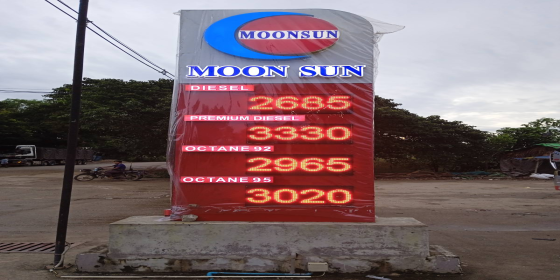 MOONSUN
MOON SUN
DIESEL
2685
PREMIUM DIESEL
3330
OCTANE 92
2965
OCTANE 95
3020